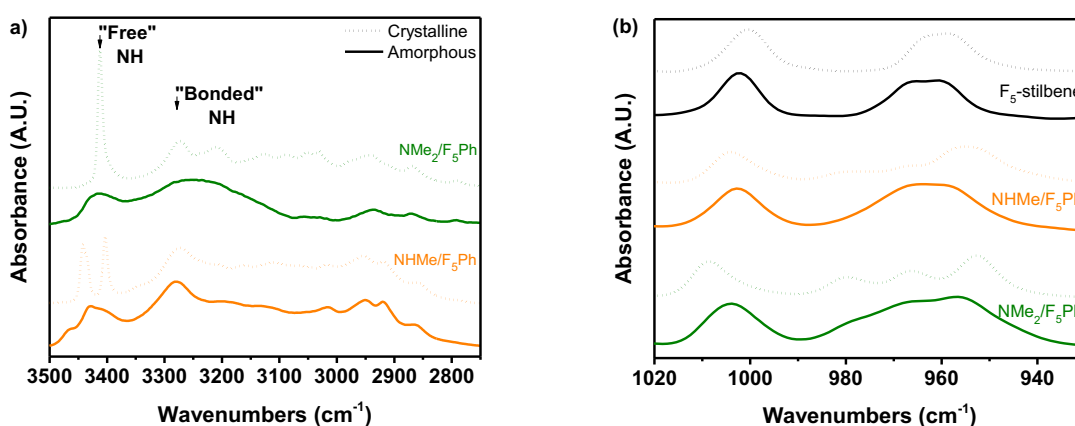 a)
"Free"
NH
"Bonded"
NH
Crystalline
Amorphous
NMe₂/F₅Ph
NHMe/F₅Ph
Absorbance (A.U.)
3500 3400 3300 3200 3100 3000 2900 2800
Wavenumbers (cm⁻¹)
(b)
F₅-stilbene
NHMe/F₅Ph
NMe₂/F₅Ph
Absorbance (A.U.)
1020 1000 980 960 940
Wavenumbers (cm⁻¹)